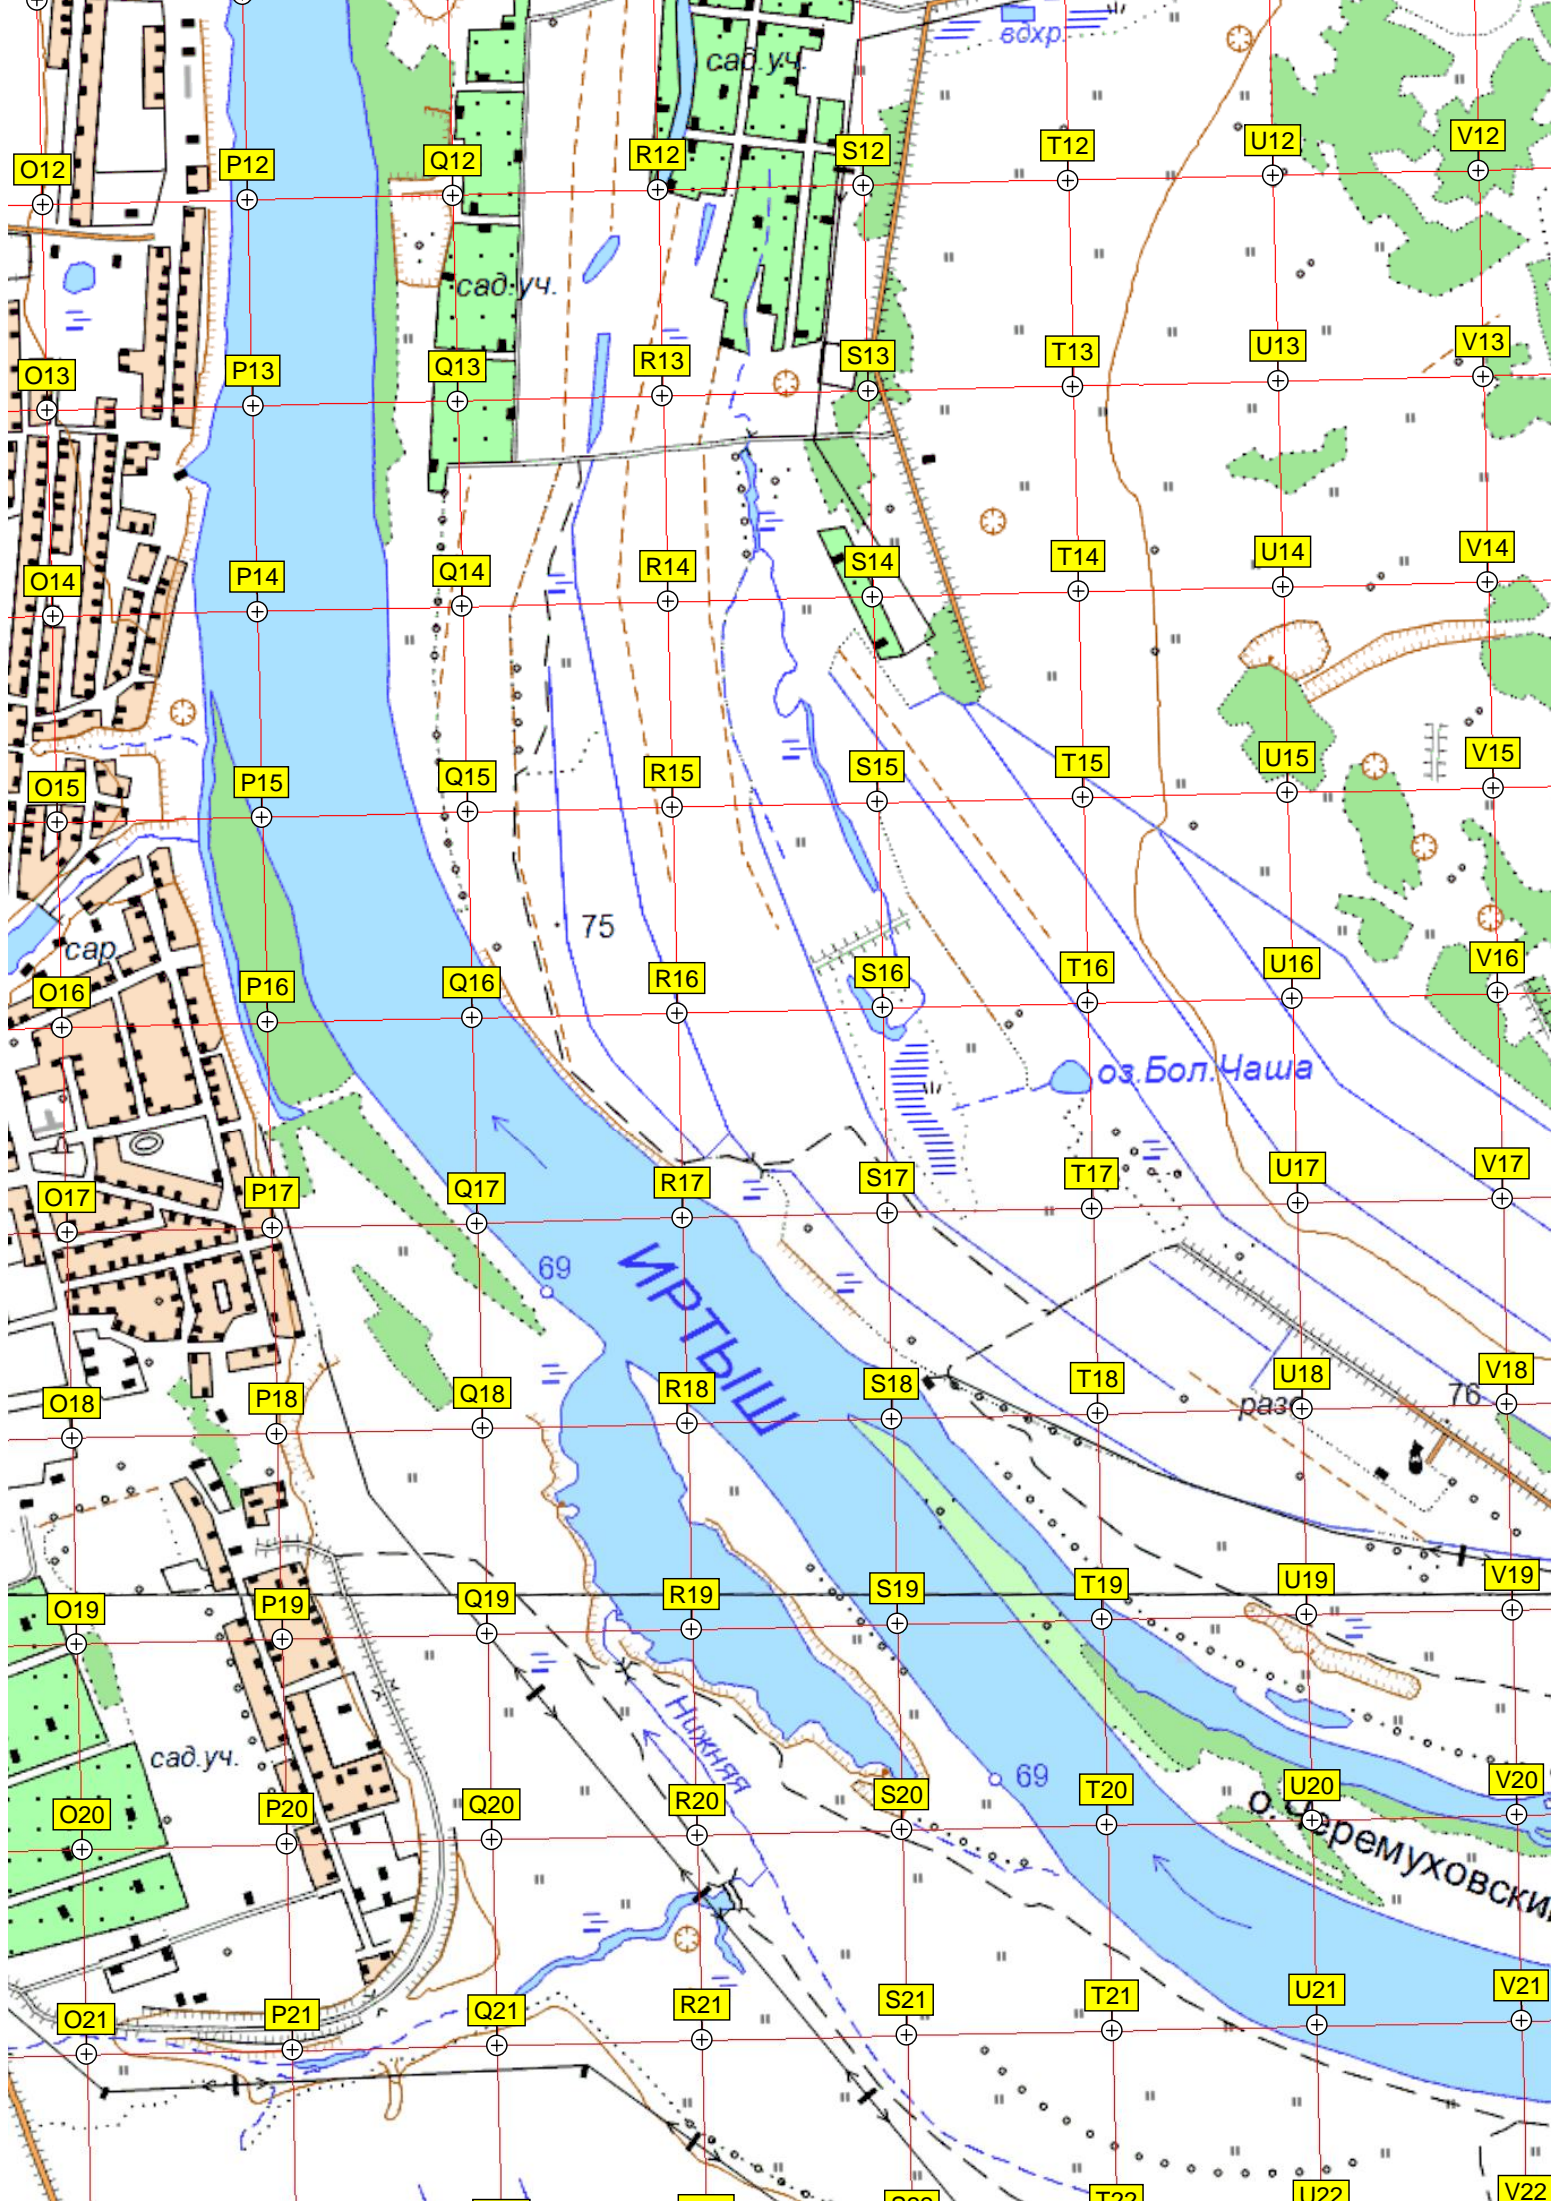 вдхр.
сад.уч.
O12 P12 Q12 R12 S12 T12 U12 V12
сад.уч.
O13 P13 Q13 R13 S13 T13 U13 V13
O14 P14 Q14 R14 S14 T14 U14 V14
O15 P15 Q15 R15 S15 T15 U15 V15
75
сар.
O16 P16 Q16 R16 S16 T16 U16 V16
оз.Бол.Чаша
O17 P17 Q17 R17 S17 T17 U17 V17
69
ИРТЫШ
O18 P18 Q18 R18 S18 T18 U18 V18
76
O19 P19 Q19 R19 S19 T19 U19 V19
Нижняя
сад.уч.
69
O20 P20 Q20 R20 S20 T20 U20 V20
о.Черемуховски
O21 P21 Q21 R21 S21 T21 U21 V21
T22 U22 V22